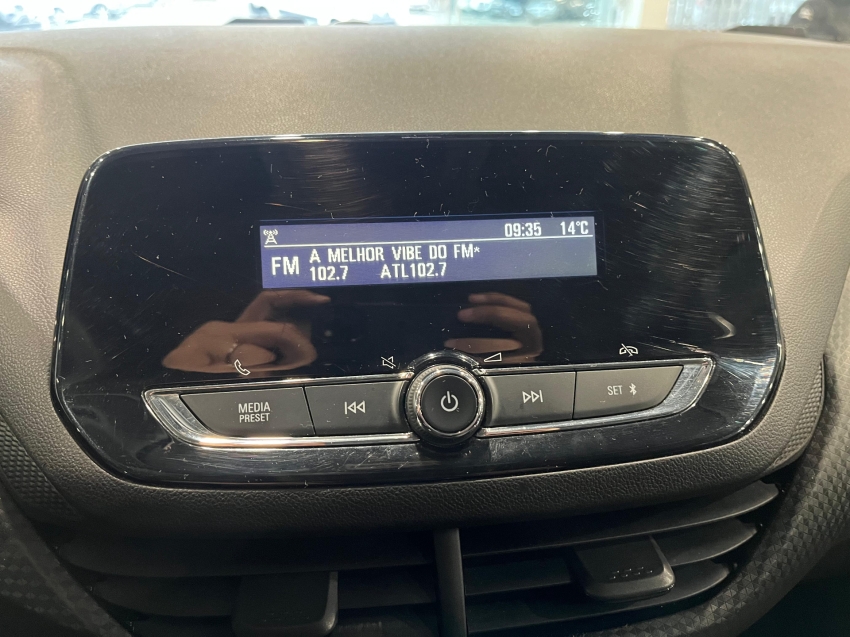 09:35 14°C
FM A MELHOR VIBE DO FM*
102.7 ATL102.7
MEDIA
PRESET
SET